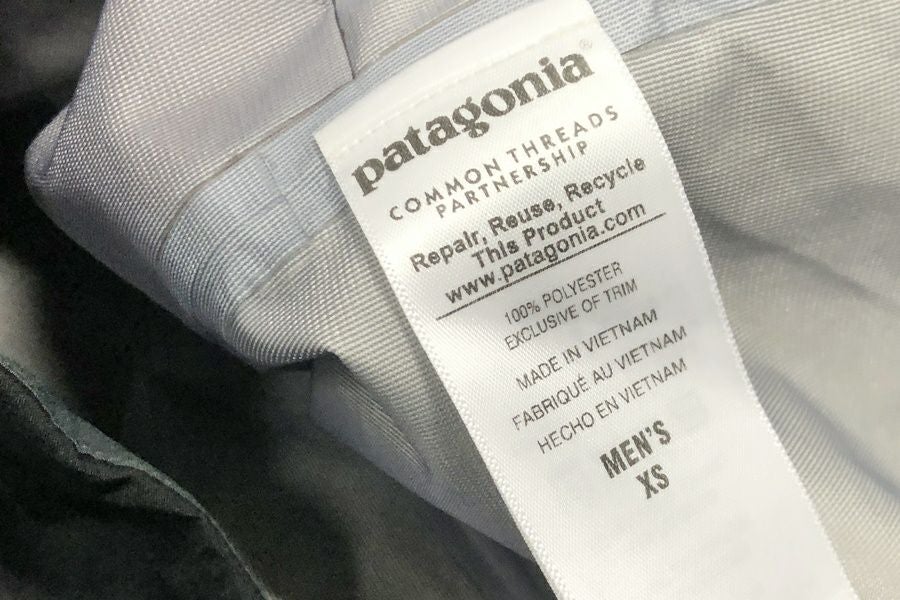 patagonia®
COMMON THREADS
PARTNERSHIP
Repair, Reuse, Recycle
This Product
www.patagonia.com
100% POLYESTER
EXCLUSIVE OF TRIM
MADE IN VIETNAM
FABRIQUÉ AU VIETNAM
HECHO EN VIETNAM
MEN'S
XS